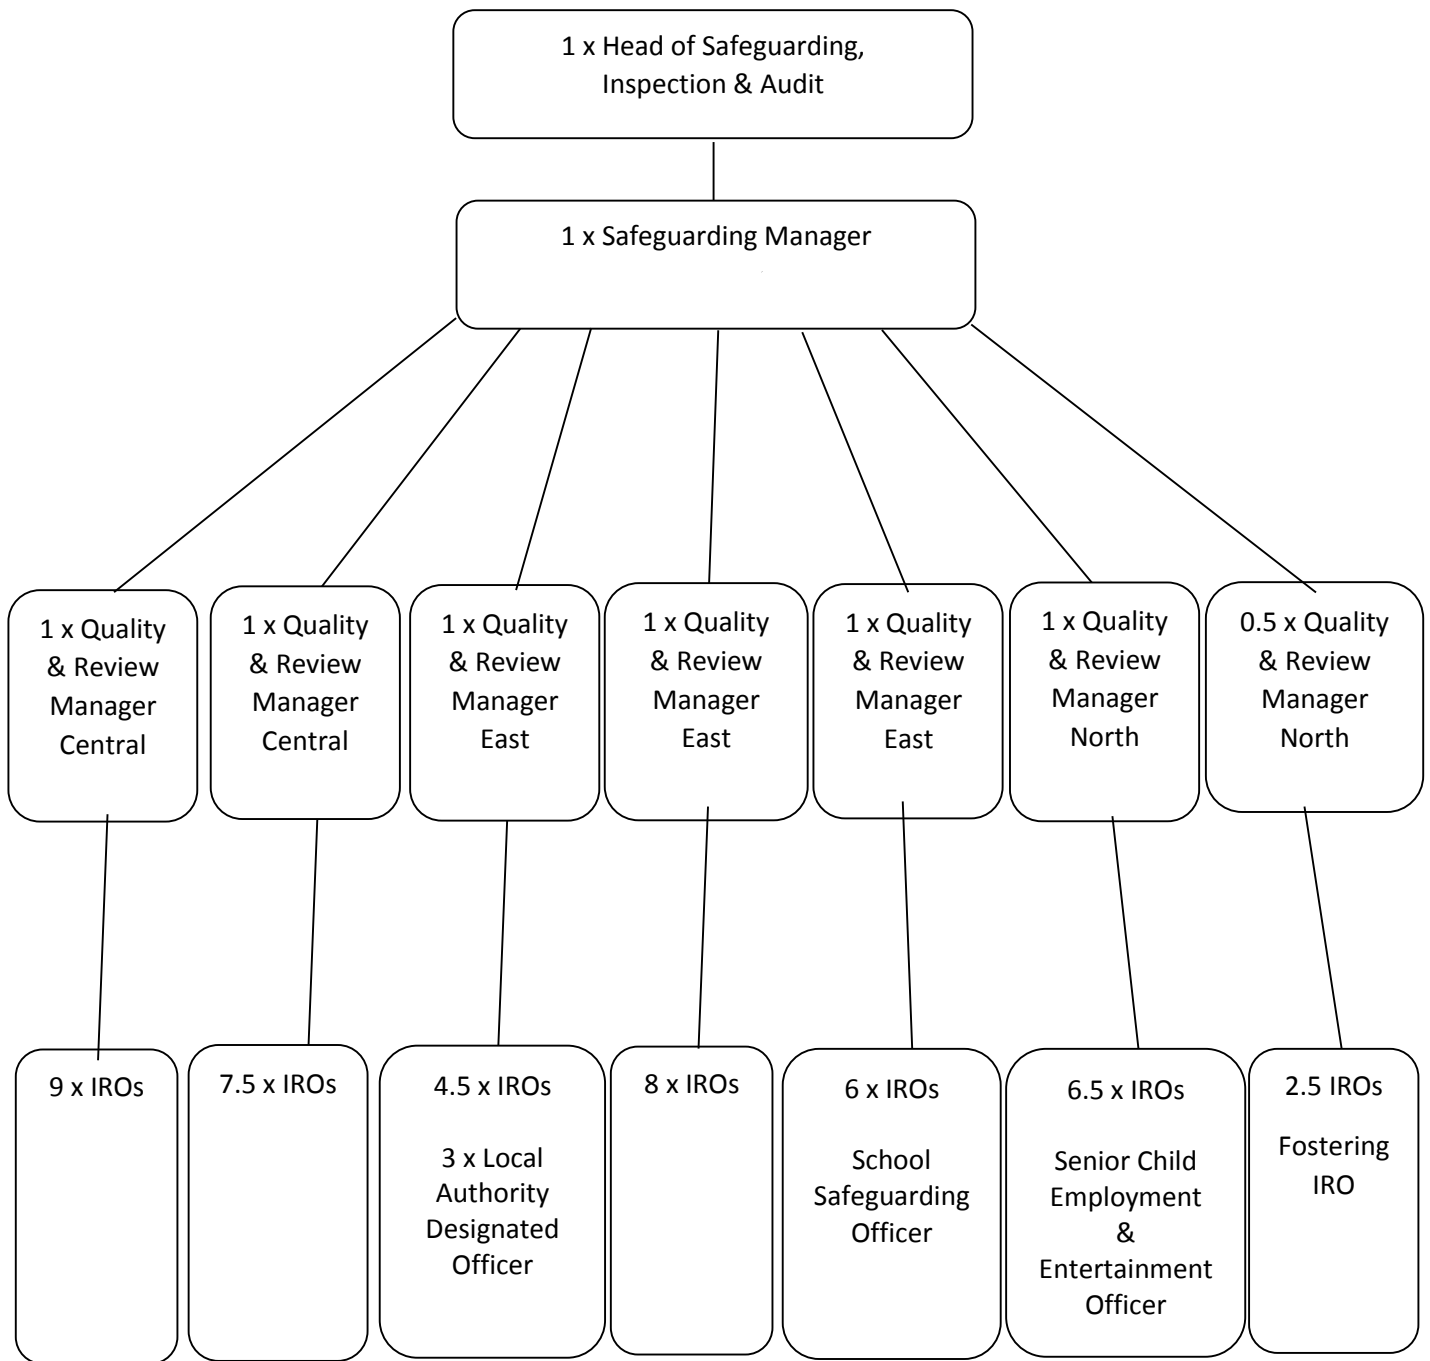 1 x Head of Safeguarding,
Inspection & Audit
1 x Safeguarding Manager
1 x Quality
& Review
Manager
Central
1 x Quality
& Review
Manager
Central
1 x Quality
& Review
Manager
East
1 x Quality
& Review
Manager
East
1 x Quality
& Review
Manager
East
1 x Quality
& Review
Manager
North
0.5 x Quality
& Review
Manager
North
9 x IROs
7.5 x IROs
4.5 x IROs
3 x Local
Authority
Designated
Officer
8 x IROs
6 x IROs
School
Safeguarding
Officer
6.5 x IROs
Senior Child
Employment
&
Entertainment
Officer
2.5 IROs
Fostering
IRO